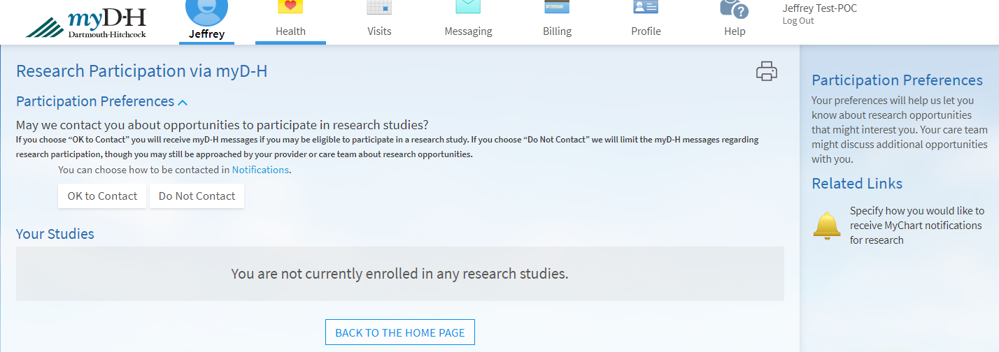 myD-H
Dartmouth-Hitchcock
Jeffrey
Health
Visits
Messaging
Billing
Profile
Help
Jeffrey Test-POC
Log Out
Research Participation via myD-H
Participation Preferences
May we contact you about opportunities to participate in research studies?
If you choose “OK to Contact” you will receive myD-H messages if you may be eligible to participate in a research study. If you choose “Do Not Contact” we will limit the myD-H messages regarding
research participation, though you may still be approached by your provider or care team about research opportunities.
You can choose how to be contacted in Notifications.
OK to Contact
Do Not Contact
Your Studies
You are not currently enrolled in any research studies.
BACK TO THE HOME PAGE
Participation Preferences
Your preferences will help us let you
know about research opportunities
that might interest you. Your care team
might discuss additional opportunities
with you.
Related Links
Specify how you would like to
receive MyChart notifications
for research